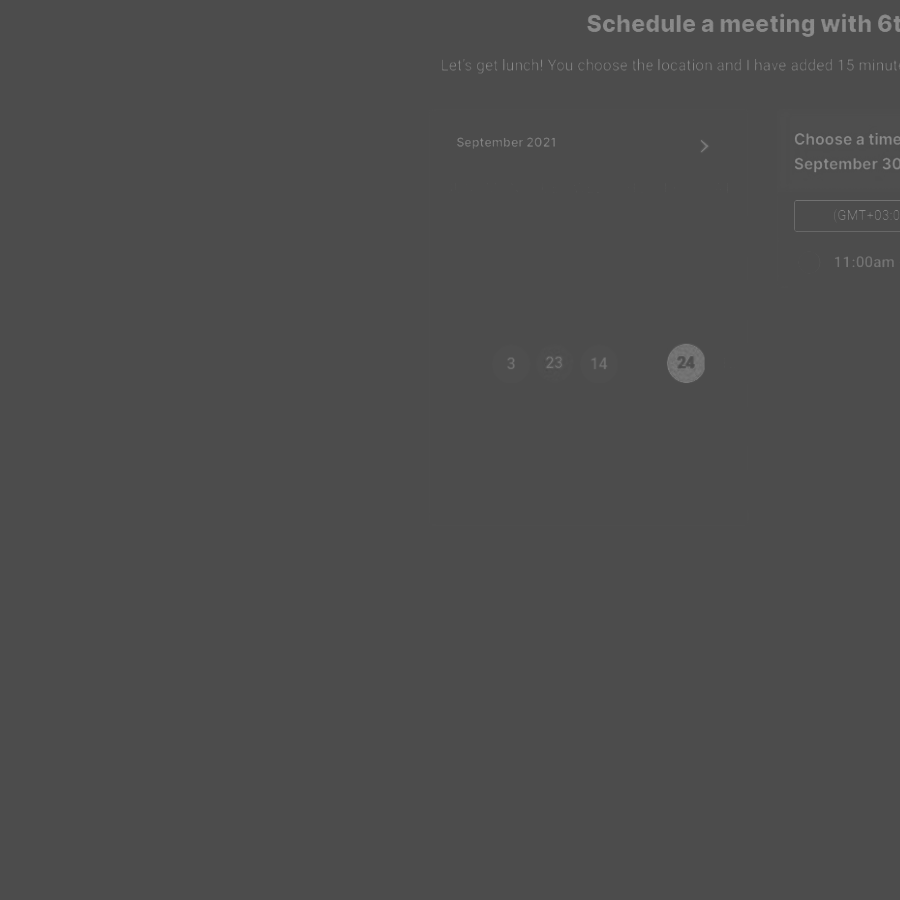 Schedule a meeting with 6t
Let's get lunch! You choose the location and I have added 15 minut
September 2021
Choose a time
September 30
(GMT+03:0
11:00am
3 23 14 24